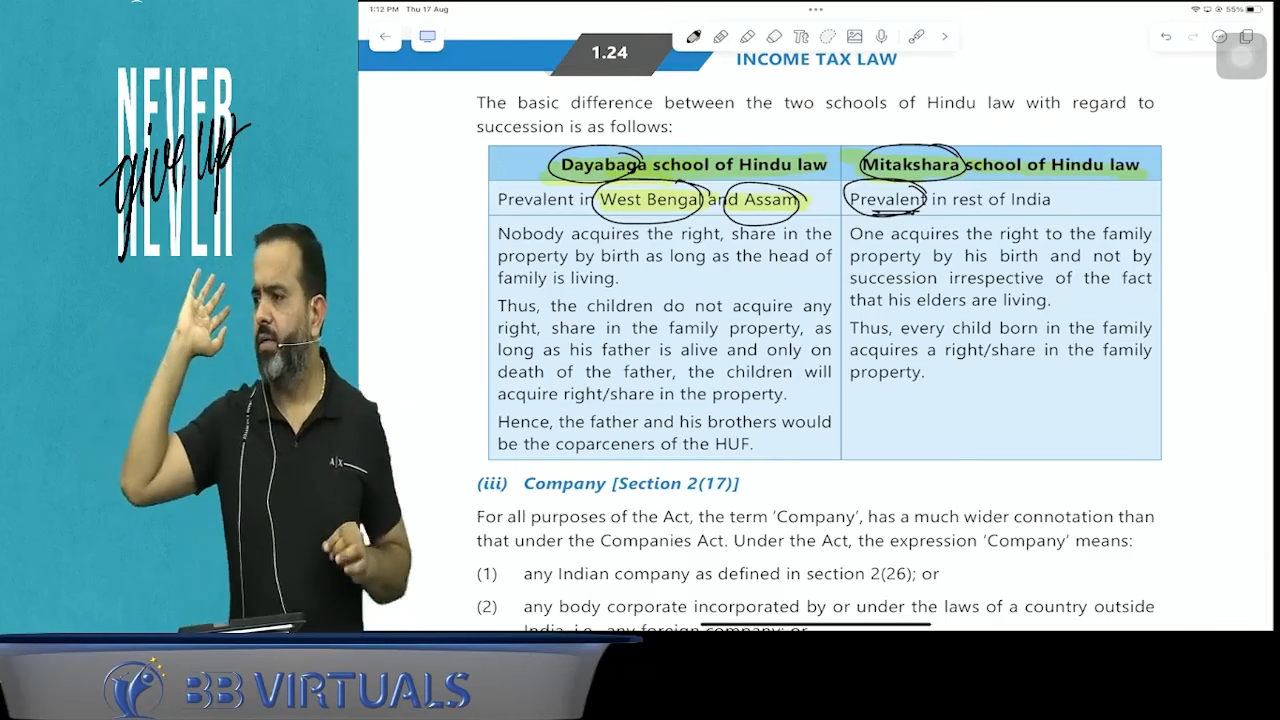 1:12 PM Thu 17 Aug
55%
1.24
INCOME TAX LAW
NEVER
give up
NEVER
The basic difference between the two schools of Hindu law with regard to
succession is as follows:
Dayabaga school of Hindu law
Prevalent in West Bengal and Assam
Nobody acquires the right, share in the
property by birth as long as the head of
family is living.
Thus, the children do not acquire any
right, share in the family property, as
long as his father is alive and only on
death of the father, the children will
acquire right/share in the property.
Hence, the father and his brothers would
be the coparceners of the HUF.
Mitakshara school of Hindu law
Prevalent in rest of India
One acquires the right to the family
property by his birth and not by
succession irrespective of the fact
that his elders are living.
Thus, every child born in the family
acquires a right/share in the family
property.
(iii) Company [Section 2(17)]
For all purposes of the Act, the term ‘Company’, has a much wider connotation than
that under the Companies Act. Under the Act, the expression ‘Company’ means:
(1) any Indian company as defined in section 2(26); or
(2) any body corporate incorporated by or under the laws of a country outside
India, i.e., any foreign company; or
A|X
BB VIRTUALS